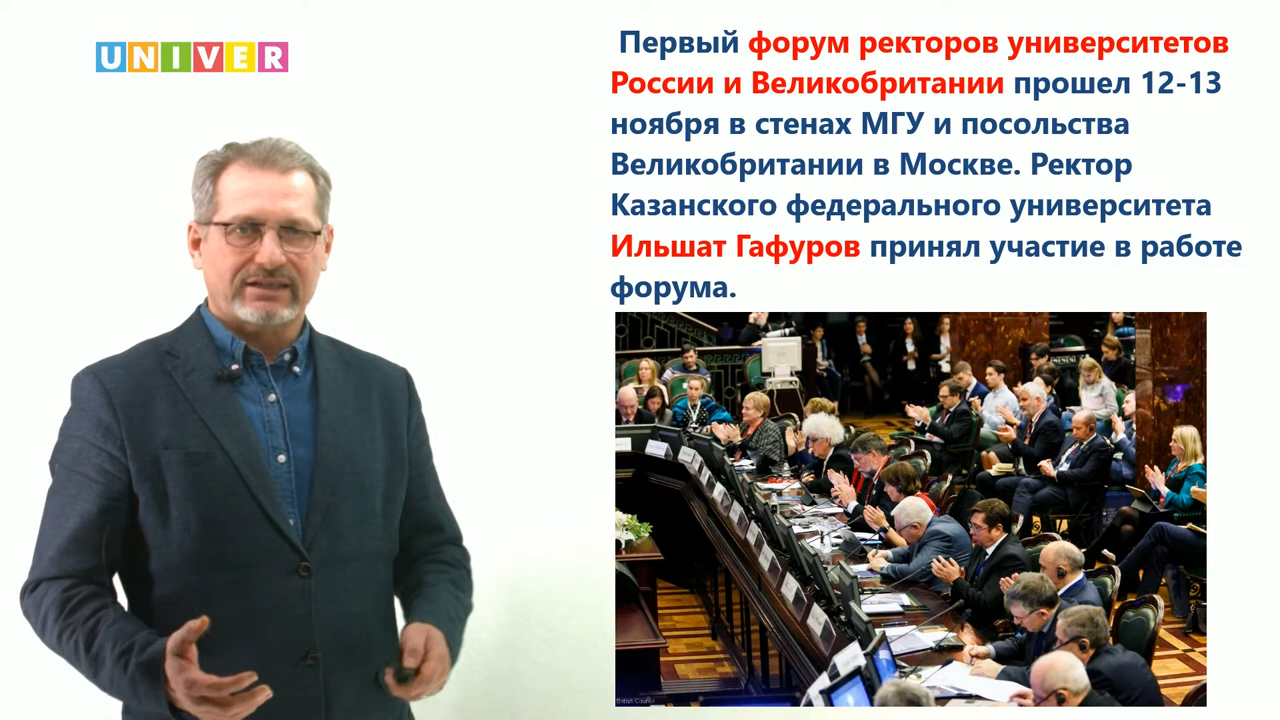 UNIVER
Первый форум ректоров университетов
России и Великобритании прошел 12-13
ноября в стенах МГУ и посольства
Великобритании в Москве. Ректор
Казанского федерального университета
Ильшат Гафуров принял участие в работе
форума.
British Council